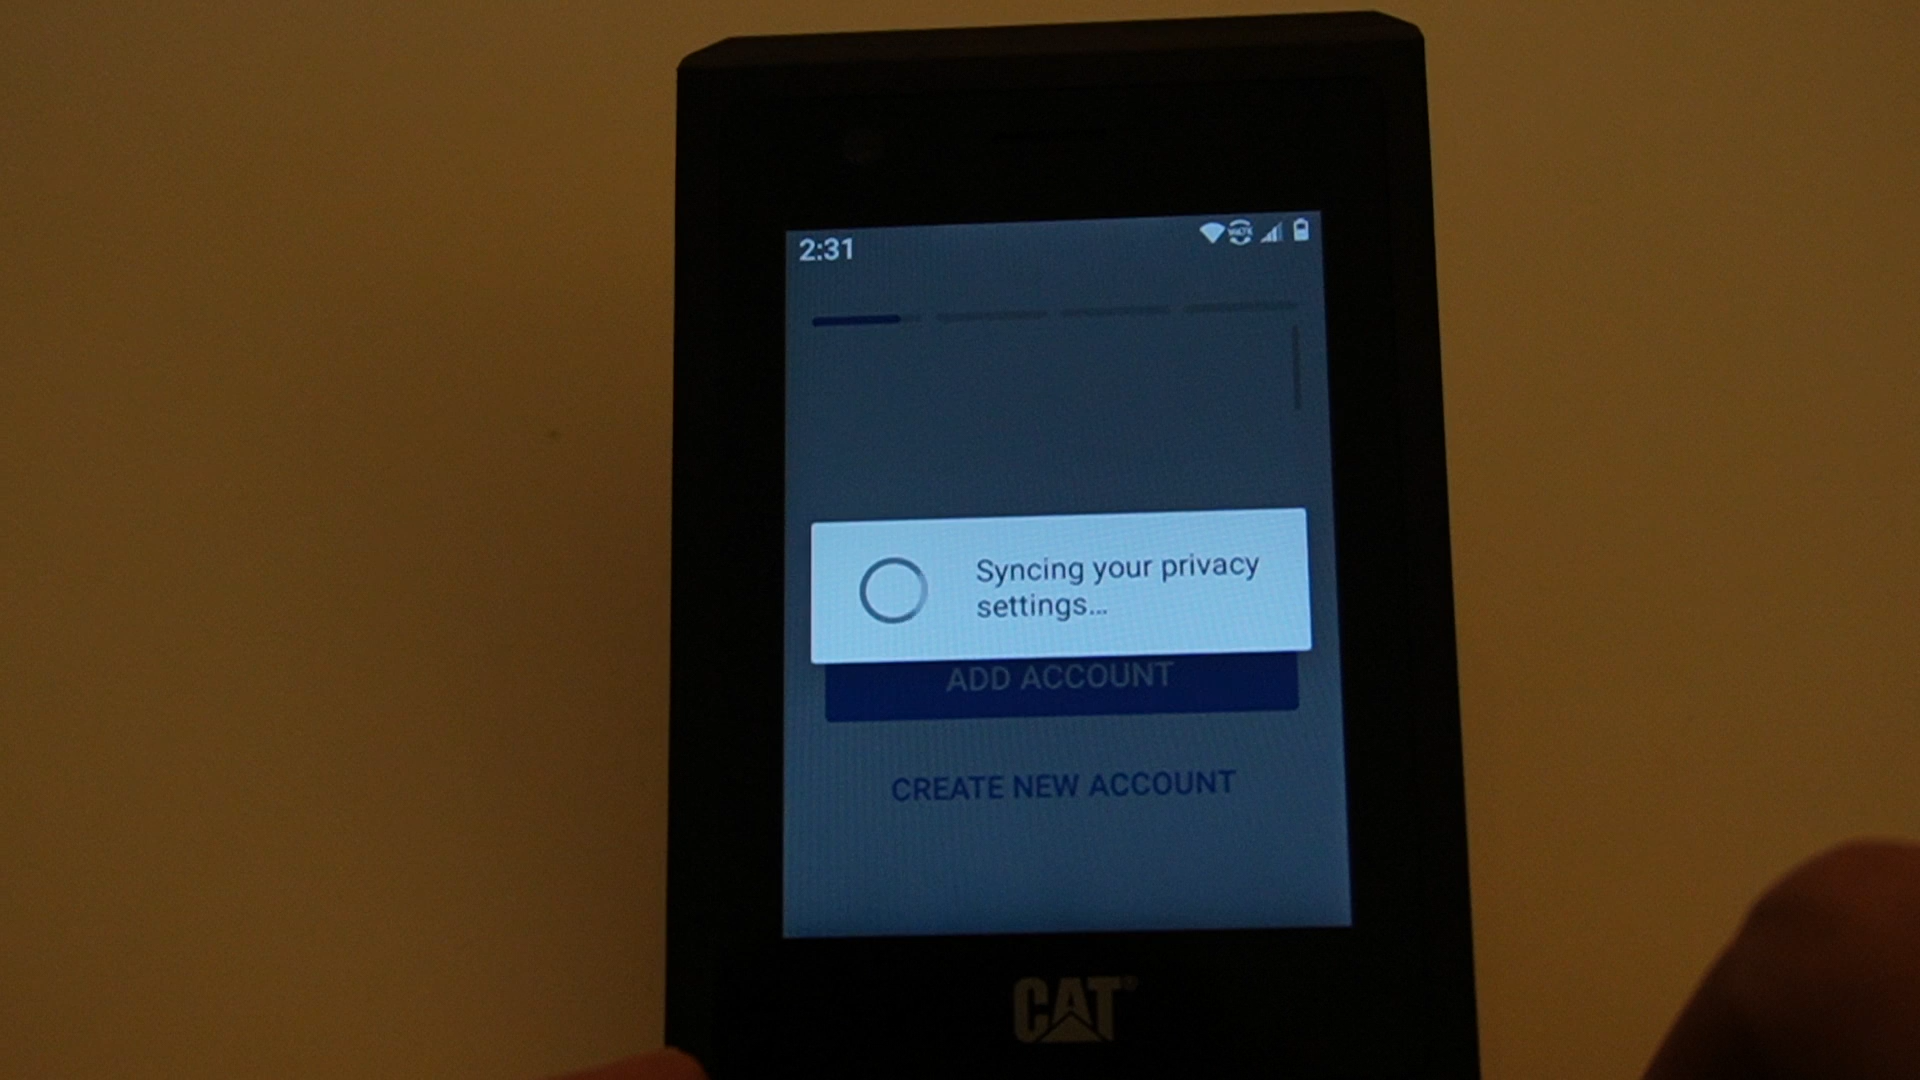 2:31
Syncing your privacy
settings...
ADD ACCOUNT
CREATE NEW ACCOUNT
CAT®